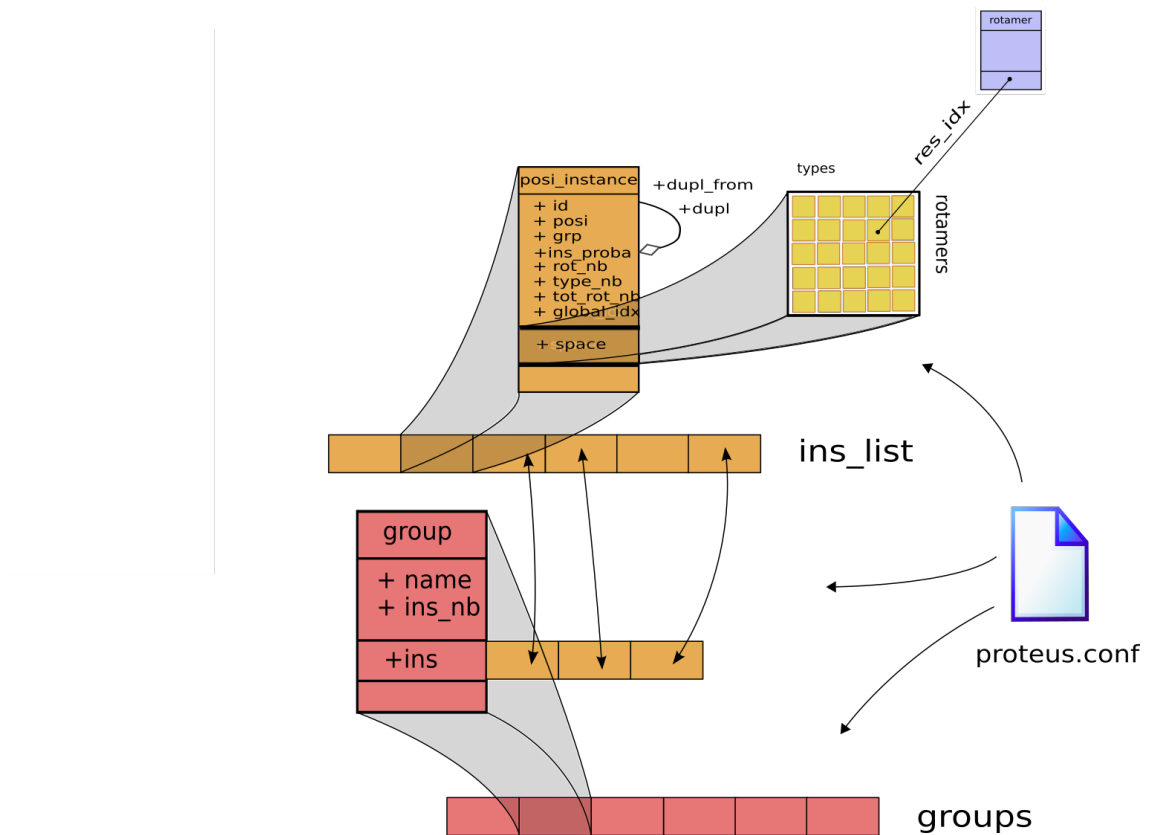 rotamer
res_idx
types
rotamers
posi_instance
+dupl_from
+dupl
+ id
+ posi
+ grp
+ins_proba
+ rot_nb
+ type_nb
+ tot_rot_nb
+ global_idx
+ space
ins_list
group
+ name
+ ins_nb
+ins
proteus.conf
groups